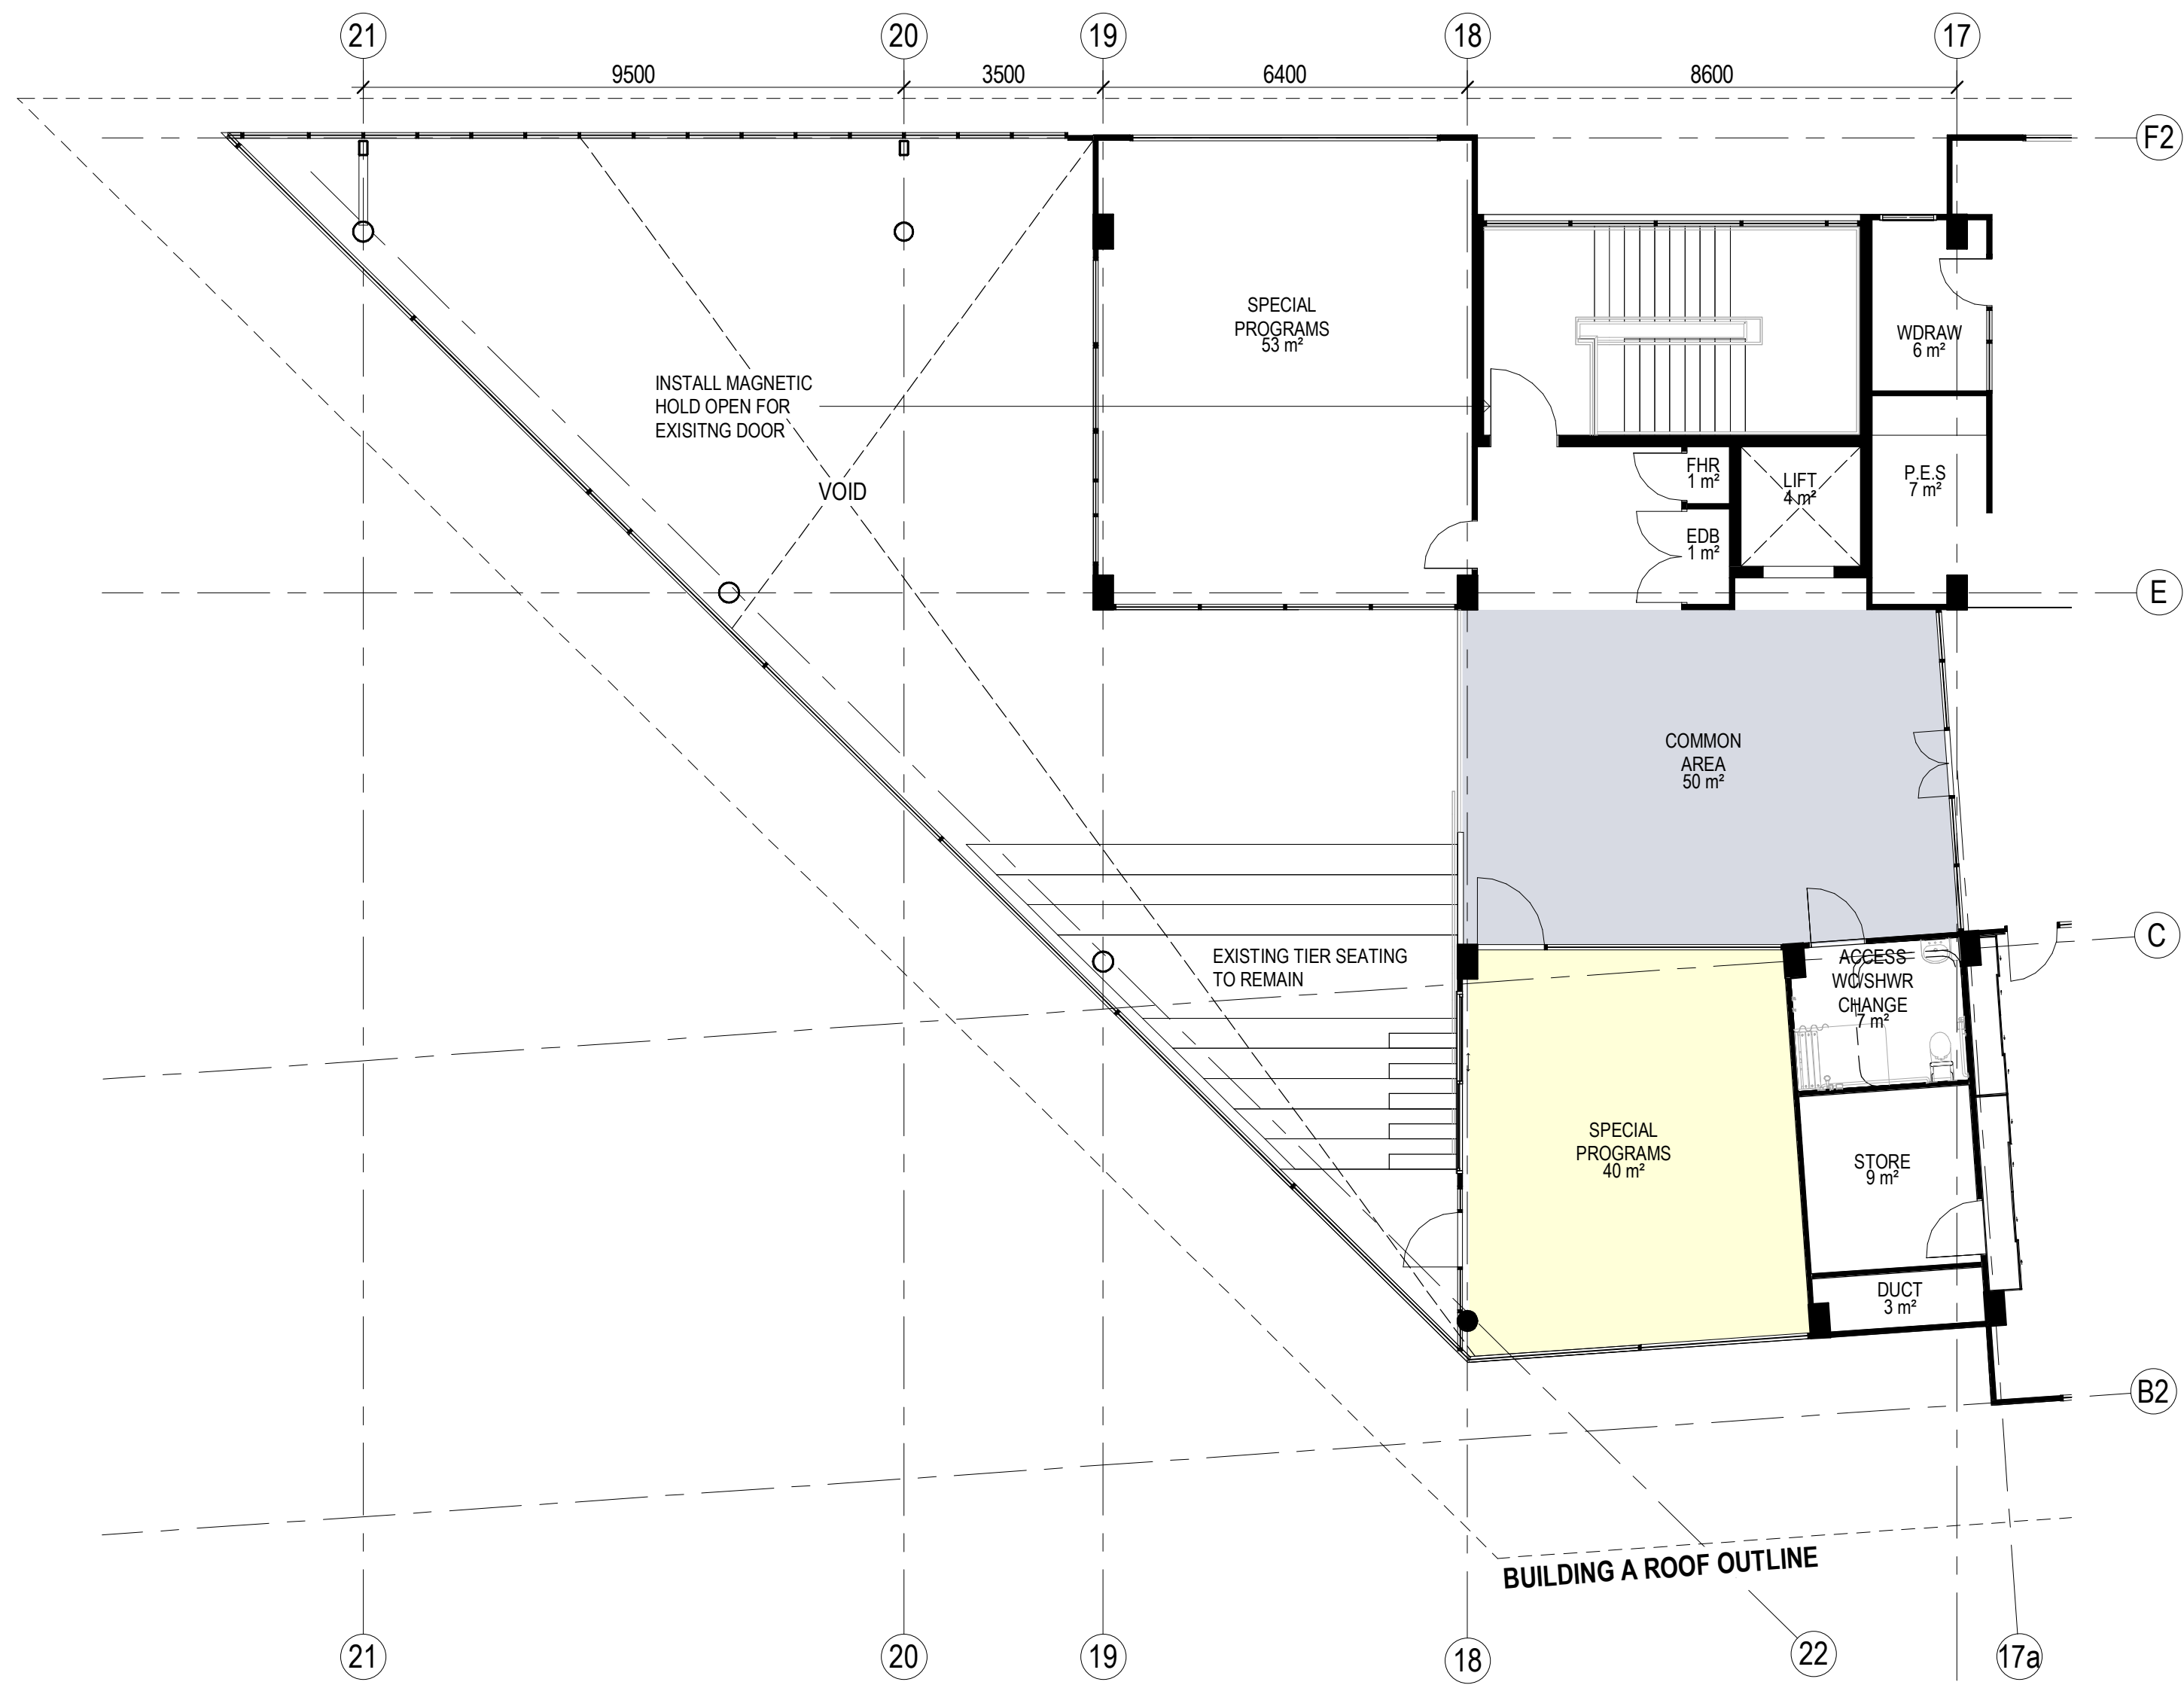 21
20
19
18
17
9500
3500
6400
8600
F2
SPECIAL
PROGRAMS
53 m²
WDRAW
6 m²
INSTALL MAGNETIC
HOLD OPEN FOR
EXISITNG DOOR
VOID
FHR
1 m²
LIFT
4 m²
P.E.S
7 m²
EDB
1 m²
E
COMMON
AREA
50 m²
C
EXISTING TIER SEATING
TO REMAIN
ACCESS
WC/SHWR
CHANGE
7 m²
SPECIAL
PROGRAMS
40 m²
STORE
9 m²
DUCT
3 m²
B2
BUILDING A ROOF OUTLINE
21
20
19
18
22
17a